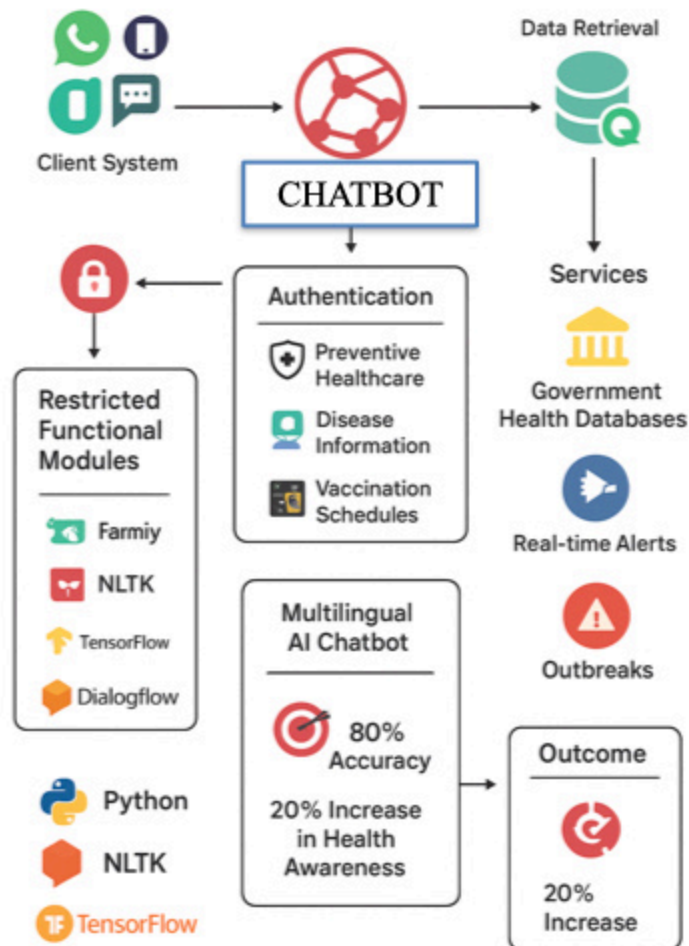 Client System
CHATBOT
Data Retrieval
Services
Government
Health Databases
Real-time Alerts
Outbreaks
Authentication
Preventive
Healthcare
Disease
Information
Vaccination
Schedules
Restricted
Functional
Modules
Farmiy
NLTK
TensorFlow
Dialogflow
Multilingual
AI Chatbot
80%
Accuracy
20% Increase
in Health
Awareness
Outcome
20%
Increase
Python
NLTK
TensorFlow